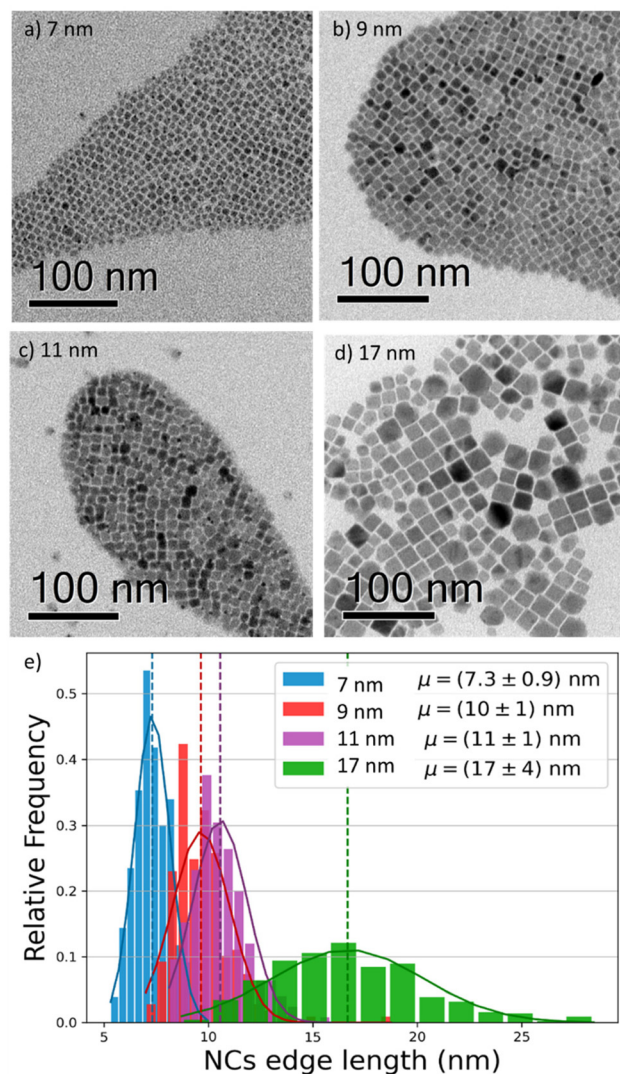 a) 7 nm
100 nm
b) 9 nm
100 nm
c) 11 nm
100 nm
d) 17 nm
100 nm
e)
7 nm μ = (7.3 ± 0.9) nm
9 nm μ = (10 ± 1) nm
11 nm μ = (11 ± 1) nm
17 nm μ = (17 ± 4) nm
Relative Frequency
0.5
0.4
0.3
0.2
0.1
0.0
5 10 15 20 25
NCs edge length (nm)